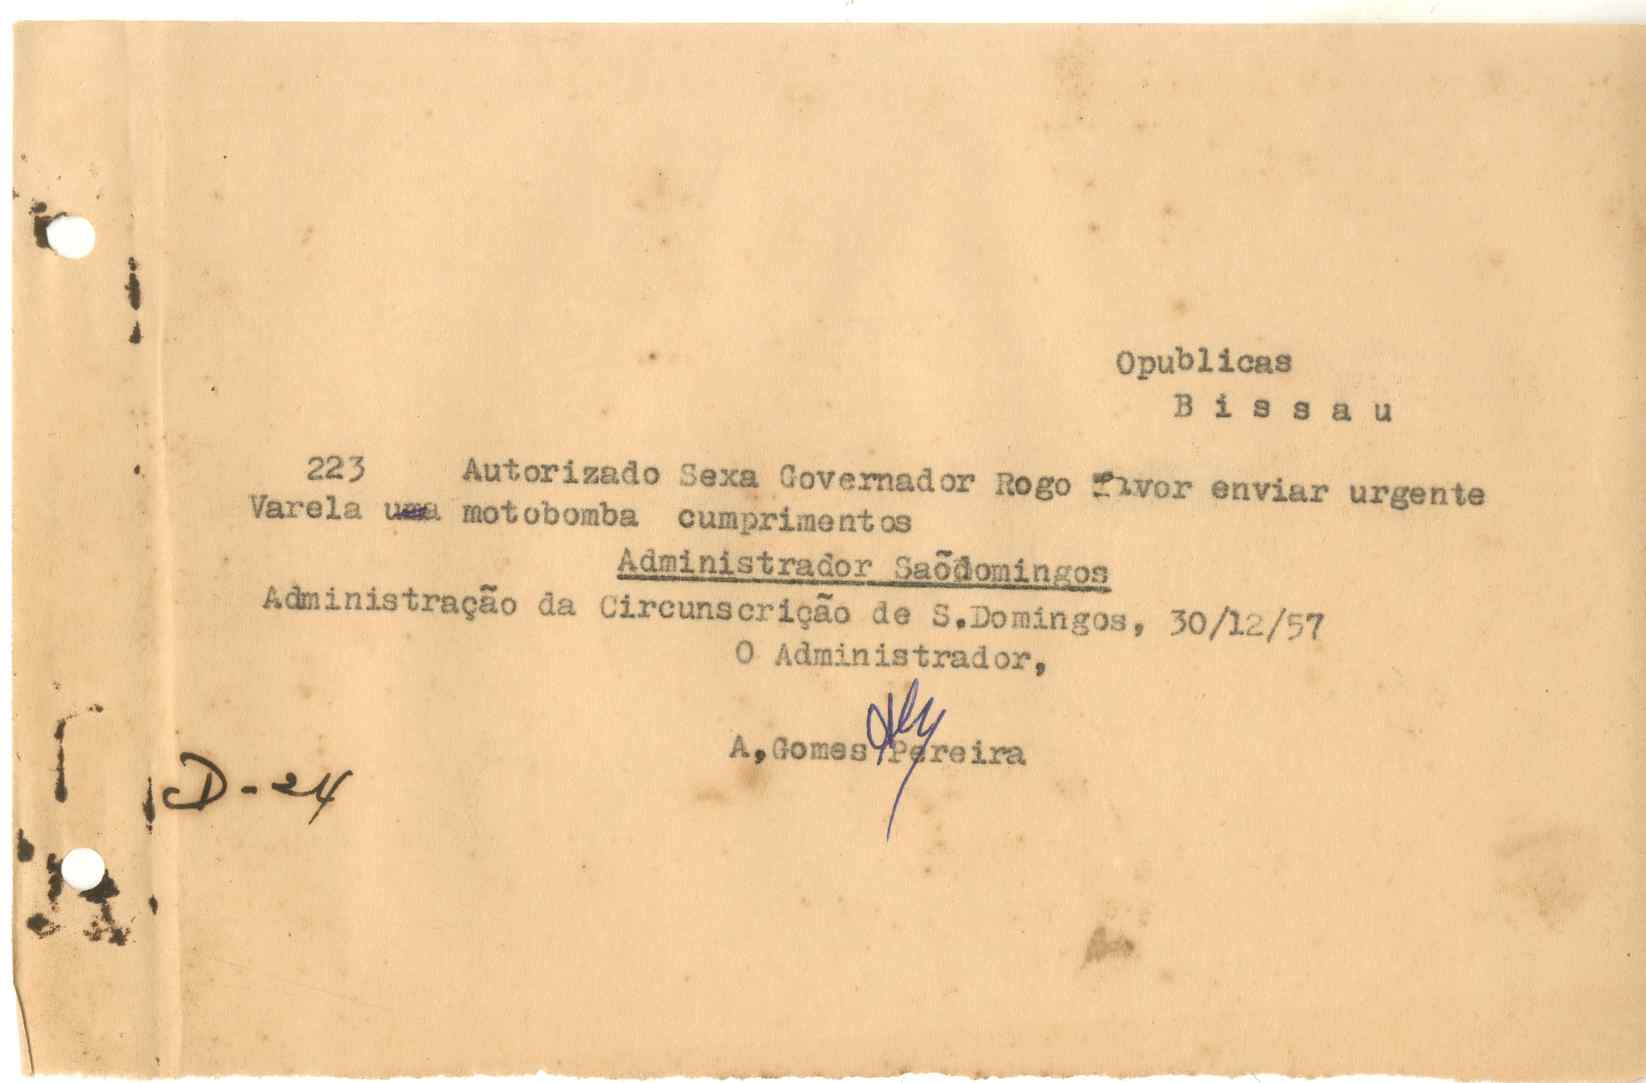 Opublicas
B i s s a u
223 Autorizado Sexa Governador Rogo favor enviar urgente
Varela uma motobomba cumprimentos
Administrador Saõdomingos
Administração da Circunscrição de S.Domingos, 30/12/57
O Administrador,
A,Gomes Pereira
D-24